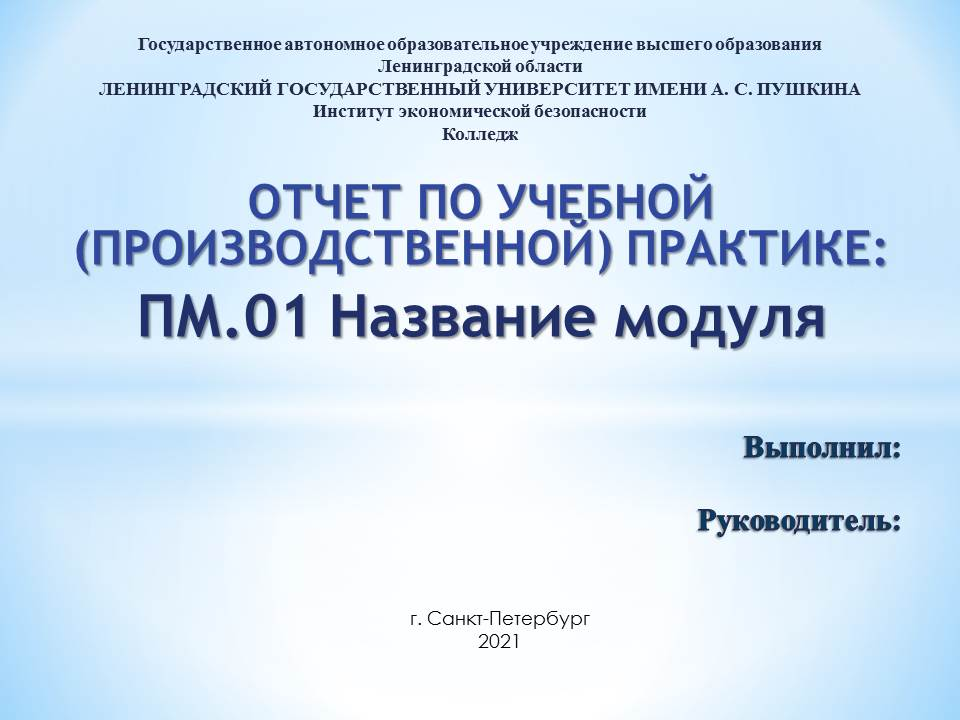 Государственное автономное образовательное учреждение высшего образования
Ленинградской области
ЛЕНИНГРАДСКИЙ ГОСУДАРСТВЕННЫЙ УНИВЕРСИТЕТ ИМЕНИ А. С. ПУШКИНА
Институт экономической безопасности
Колледж
ОТЧЕТ ПО УЧЕБНОЙ
(ПРОИЗВОДСТВЕННОЙ) ПРАКТИКЕ:
ПМ.01 Название модуля
Выполнил:
Руководитель:
г. Санкт-Петербург
2021